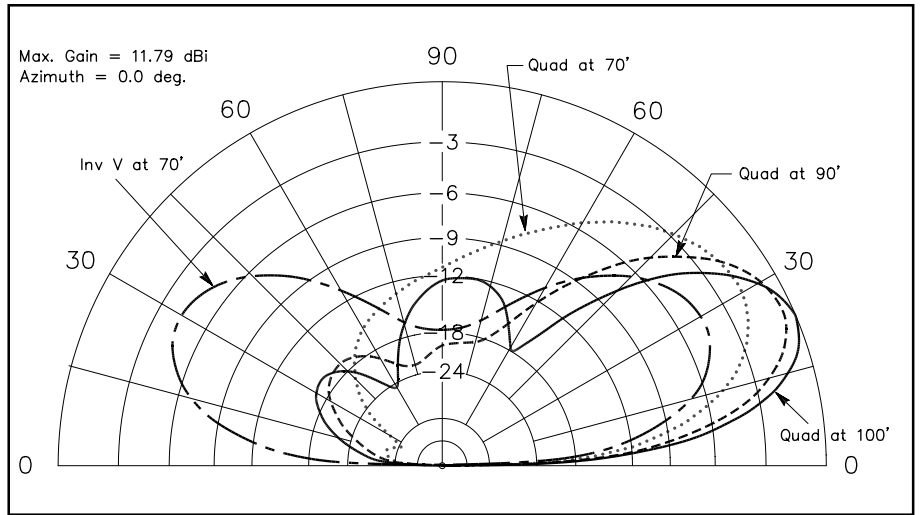 Max. Gain = 11.79 dBi
Azimuth = 0.0 deg.
90
Quad at 70'
60
60
-3
Inv V at 70'
Quad at 90'
-6
-9
30
30
-12
-18
-24
Quad at 100'
0
0